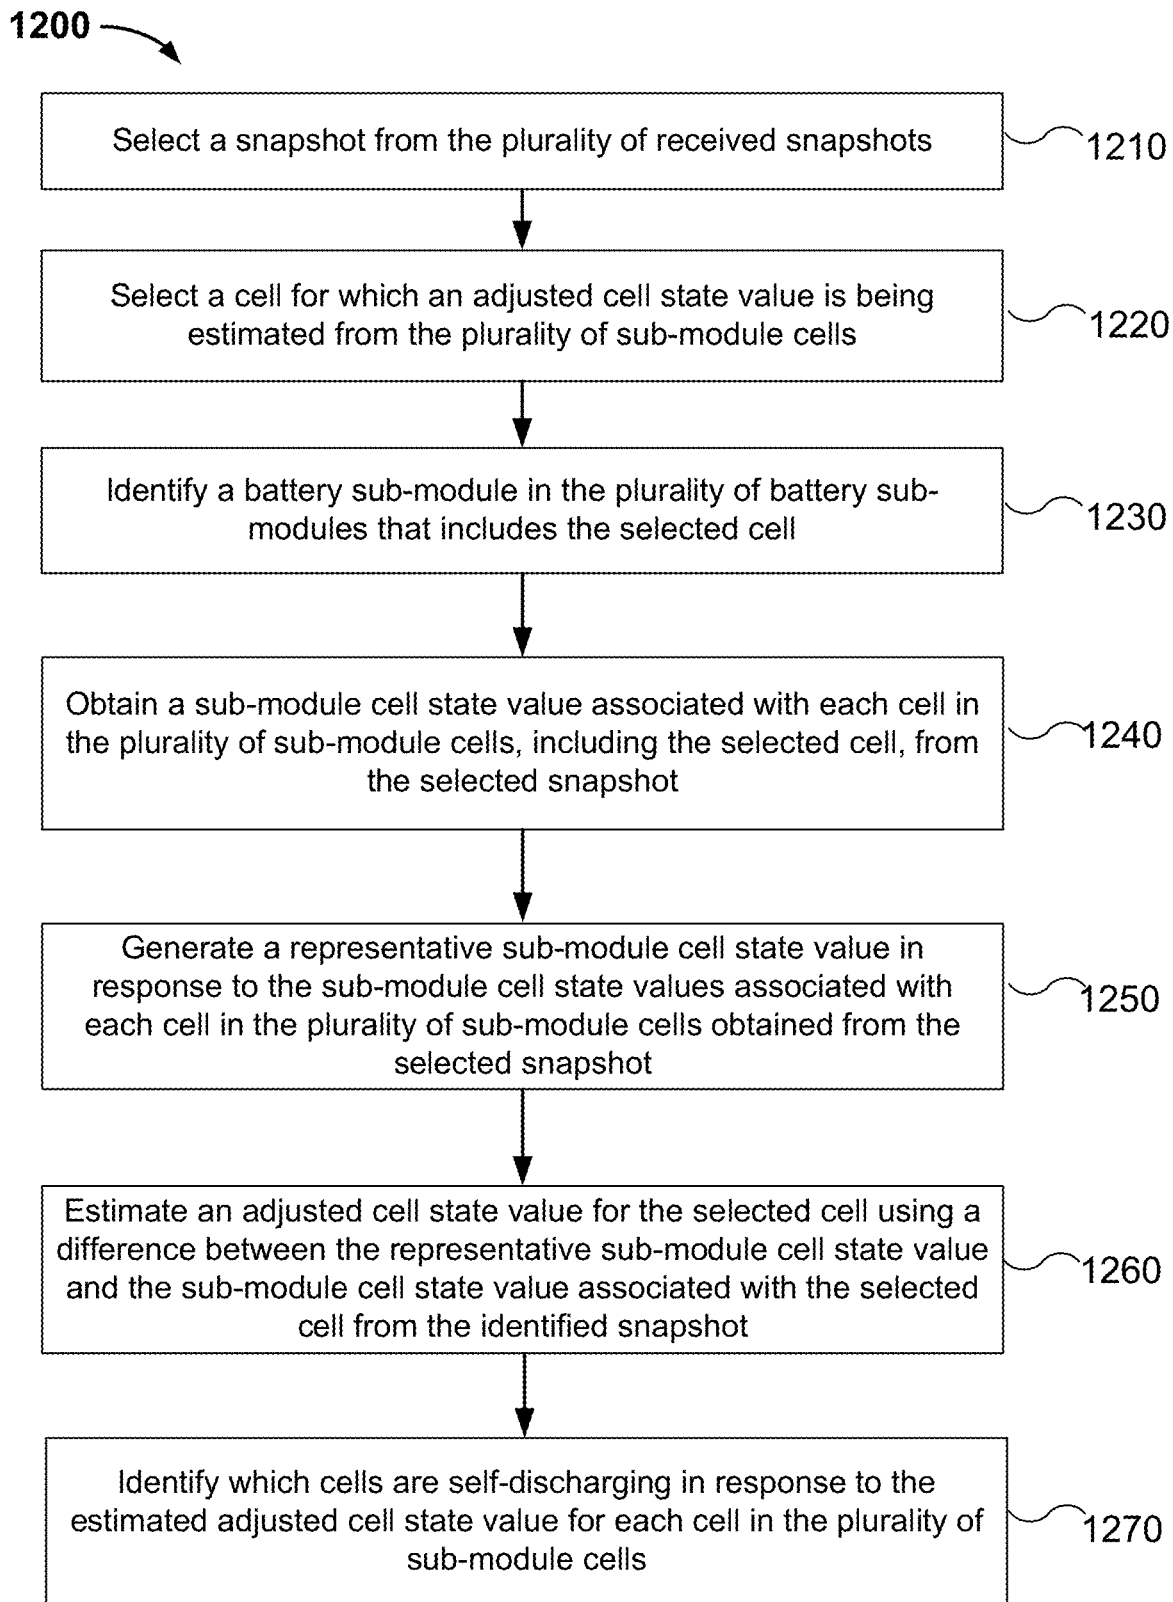 1200
Select a snapshot from the plurality of received snapshots
1210
Select a cell for which an adjusted cell state value is being
estimated from the plurality of sub-module cells
1220
Identify a battery sub-module in the plurality of battery sub-
modules that includes the selected cell
1230
Obtain a sub-module cell state value associated with each cell in
the plurality of sub-module cells, including the selected cell, from
the selected snapshot
1240
Generate a representative sub-module cell state value in
response to the sub-module cell state values associated with
each cell in the plurality of sub-module cells obtained from the
selected snapshot
1250
Estimate an adjusted cell state value for the selected cell using a
difference between the representative sub-module cell state value
and the sub-module cell state value associated with the selected
cell from the identified snapshot
1260
Identify which cells are self-discharging in response to the
estimated adjusted cell state value for each cell in the plurality of
sub-module cells
1270